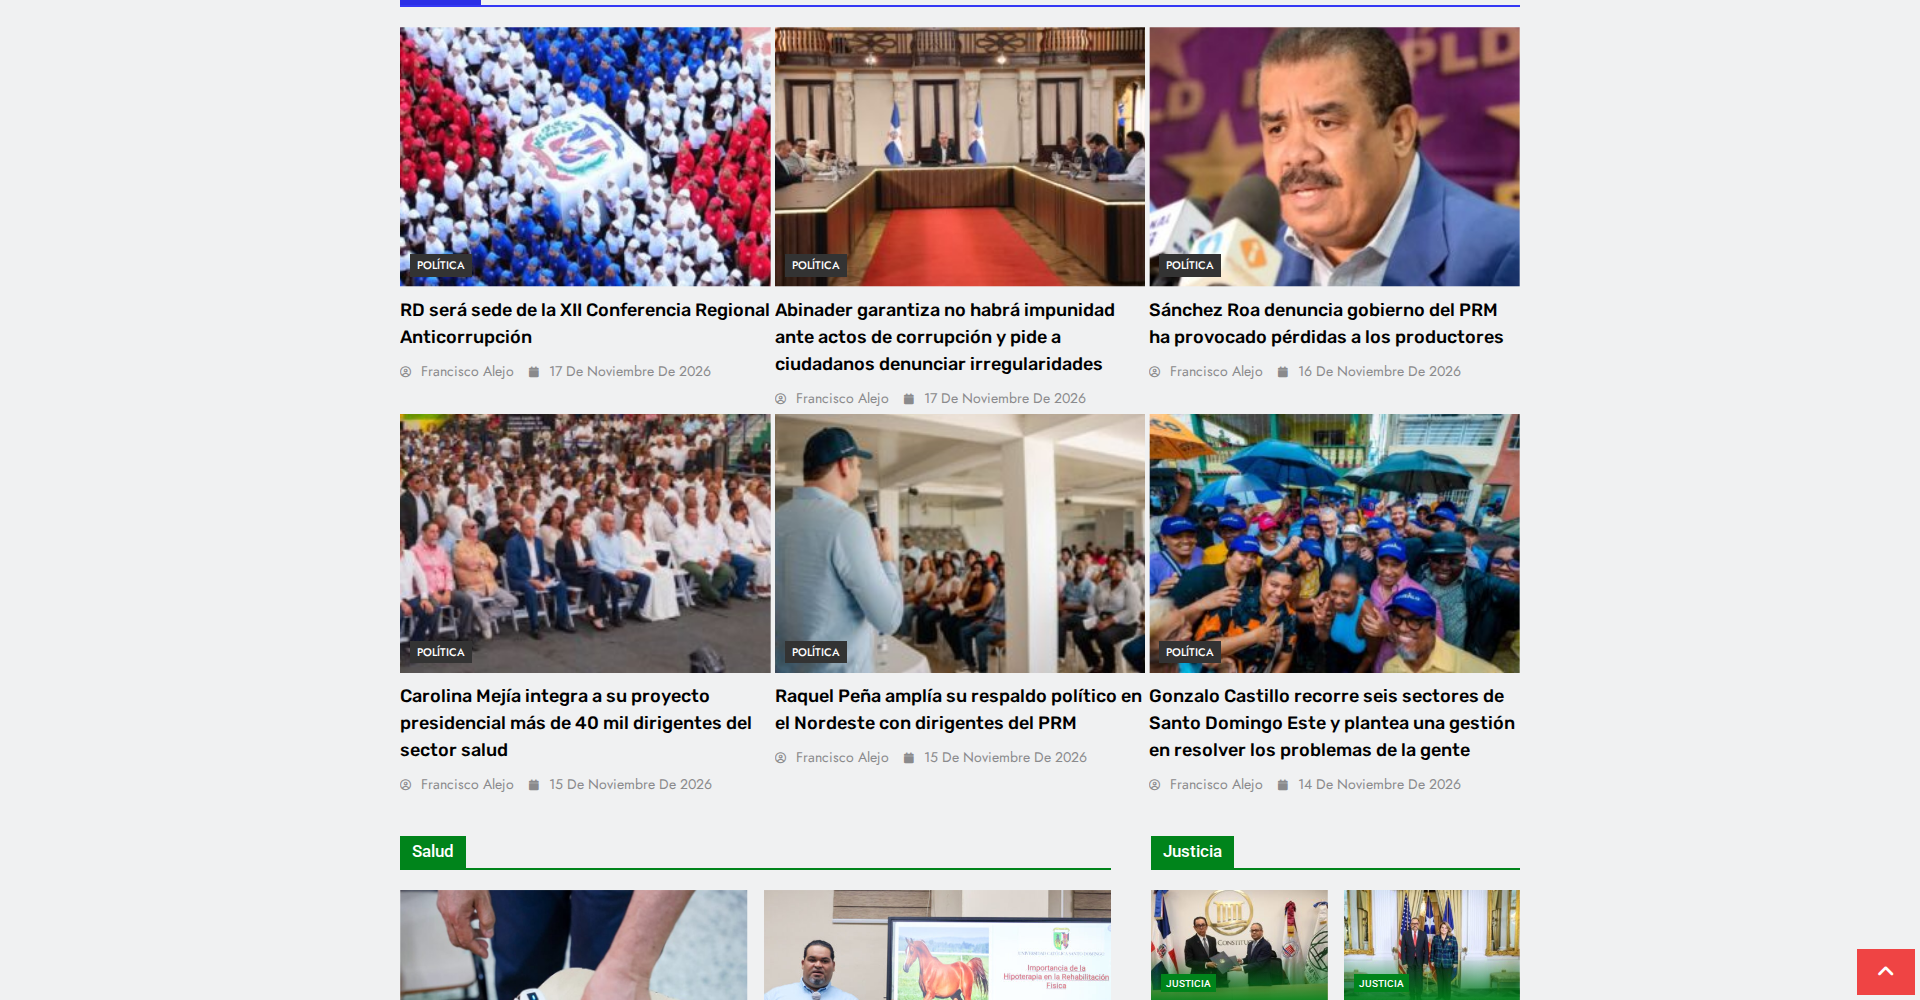 PLD
POLÍTICA
POLÍTICA
POLÍTICA
RD será sede de la XII Conferencia Regional
Anticorrupción
Francisco Alejo 17 De Noviembre De 2026
Abinader garantiza no habrá impunidad
ante actos de corrupción y pide a
ciudadanos denunciar irregularidades
Francisco Alejo 17 De Noviembre De 2026
Sánchez Roa denuncia gobierno del PRM
ha provocado pérdidas a los productores
Francisco Alejo 16 De Noviembre De 2026
POLÍTICA
POLÍTICA
POLÍTICA
Carolina Mejía integra a su proyecto
presidencial más de 40 mil dirigentes del
sector salud
Francisco Alejo 15 De Noviembre De 2026
Raquel Peña amplía su respaldo político en
el Nordeste con dirigentes del PRM
Francisco Alejo 15 De Noviembre De 2026
Gonzalo Castillo recorre seis sectores de
Santo Domingo Este y plantea una gestión
en resolver los problemas de la gente
Francisco Alejo 14 De Noviembre De 2026
Salud
Justicia
Importancia de la
Hipoterapia en la Rehabilitación
Física
JUSTICIA
JUSTICIA